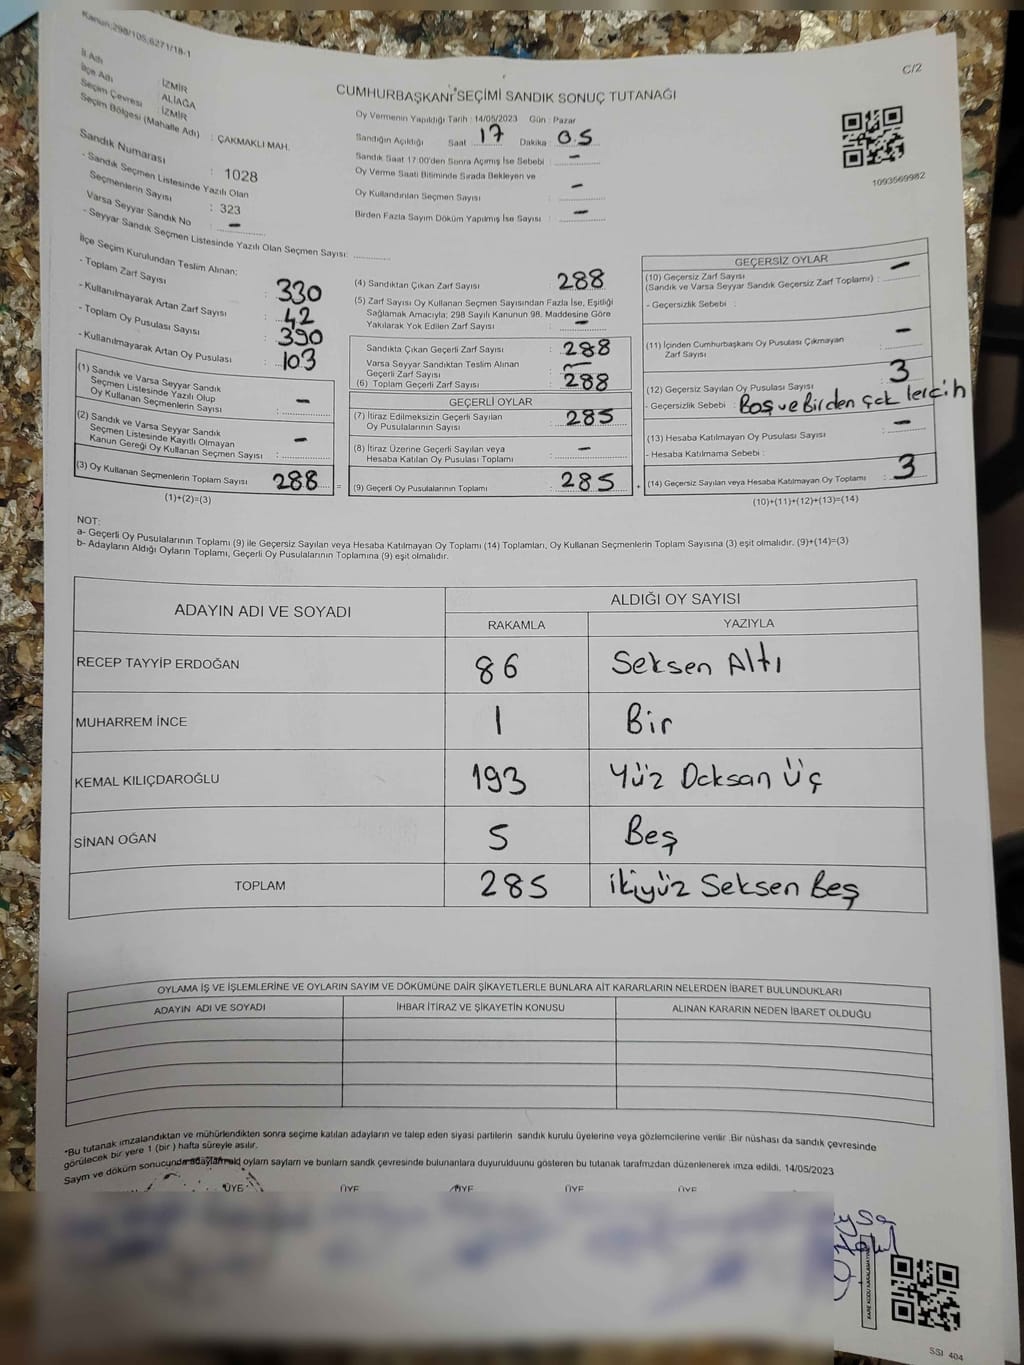 Kanun:298/105,6271/18-1
C/2
İl Adı : İZMİR
İlçe Adı : ALİAĞA
Seçim Çevresi : İZMİR
Seçim Bölgesi (Mahalle Adı) : ÇAKMAKLI MAH.
Sandık Numarası : 1028
- Sandık Seçmen Listesinde Yazılı Olan
Seçmenlerin Sayısı : 323
Varsa Seyyar Sandık No : -
- Seyyar Sandık Seçmen Listesinde Yazılı Olan Seçmen Sayısı:
CUMHURBAŞKANI SEÇİMİ SANDIK SONUÇ TUTANAĞI
Oy Vermenin Yapıldığı Tarih : 14/05/2023 Gün : Pazar
Sandığın Açıldığı Saat 17 Dakika 05
Sandık Saat 17:00'den Sonra Açımış İse Sebebi : -
Oy Verme Saati Bitiminde Sırada Bekleyen ve
Oy Kullandırılan Seçmen Sayısı : -
Birden Fazla Sayım Döküm Yapılmış İse Sayısı : -
1093569982
İlçe Seçim Kurulundan Teslim Alınan:
- Toplam Zarf Sayısı : 330
- Kullanılmayarak Artan Zarf Sayısı : 42
- Toplam Oy Pusulası Sayısı : 390
- Kullanılmayarak Artan Oy Pusulası : 103
(1) Sandık ve Varsa Seyyar Sandık
Seçmen Listesinde Yazılı Olup
Oy Kullanan Seçmenlerin Sayısı : -
(2) Sandık ve Varsa Seyyar Sandık
Seçmen Listesinde Kayıtlı Olmayan
Kanun Gereği Oy Kullanan Seçmen Sayısı : -
(3) Oy Kullanan Seçmenlerin Toplam Sayısı : 288
(1)+(2)=(3)
(4) Sandıktan Çıkan Zarf Sayısı : 288
(5) Zarf Sayısı Oy Kullanan Seçmen Sayısından Fazla İse, Eşitliği
Sağlamak Amacıyla; 298 Sayılı Kanunun 98. Maddesine Göre
Yakılarak Yok Edilen Zarf Sayısı : -
Sandıkta Çıkan Geçerli Zarf Sayısı : 288
Varsa Seyyar Sandıktan Teslim Alınan
Geçerli Zarf Sayısı : -
(6) Toplam Geçerli Zarf Sayısı : 288
GEÇERLİ OYLAR
(7) İtiraz Edilmeksizin Geçerli Sayılan
Oy Pusulalarının Sayısı : 285
(8) İtiraz Üzerine Geçerli Sayılan veya
Hesaba Katılan Oy Pusulası Toplamı : -
= (9) Geçerli Oy Pusulalarının Toplamı : 285 +
GEÇERSİZ OYLAR
(10) Geçersiz Zarf Sayısı
(Sandık ve Varsa Seyyar Sandık Geçersiz Zarf Toplamı) : -
- Geçersizlik Sebebi :
(11) İçinden Cumhurbaşkanı Oy Pusulası Çıkmayan
Zarf Sayısı : -
(12) Geçersiz Sayılan Oy Pusulası Sayısı : 3
- Geçersizlik Sebebi : Boş ve Birden çok tercih
(13) Hesaba Katılmayan Oy Pusulası Sayısı : -
- Hesaba Katılmama Sebebi :
(14) Geçersiz Sayılan veya Hesaba Katılmayan Oy Toplamı : 3
(10)+(11)+(12)+(13)=(14)
NOT:
a- Geçerli Oy Pusulalarının Toplamı (9) ile Geçersiz Sayılan veya Hesaba Katılmayan Oy Toplamı (14) Toplamları, Oy Kullanan Seçmenlerin Toplam Sayısına (3) eşit olmalıdır. (9)+(14)=(3)
b- Adayların Aldığı Oyların Toplamı, Geçerli Oy Pusulalarının Toplamına (9) eşit olmalıdır.
ADAYIN ADI VE SOYADI
ALDIĞI OY SAYISI
RAKAMLA YAZIYLA
RECEP TAYYİP ERDOĞAN 86 Seksen Altı
MUHARREM İNCE 1 Bir
KEMAL KILIÇDAROĞLU 193 Yüz Doksan Üç
SİNAN OĞAN 5 Beş
TOPLAM 285 İkiyüz Seksen Beş
OYLAMA İŞ VE İŞLEMLERİNE VE OYLARIN SAYIM VE DÖKÜMÜNE DAİR ŞİKAYETLERLE BUNLARA AİT KARARLARIN NELERDEN İBARET BULUNDUKLARI
ADAYIN ADI VE SOYADI İHBAR İTİRAZ VE ŞİKAYETİN KONUSU ALINAN KARARIN NEDEN İBARET OLDUĞU
*Bu tutanak imzalandıktan ve mühürlendikten sonra seçime katılan adayların ve talep eden siyasi partilerin sandık kurulu üyelerine veya gözlemcilerine verilir .Bir nüshası da sandık çevresinde
görülecek bir yere 1 (bir ) hafta süreyle asılır.
Sayım ve döküm sonucunda adayların oylarn saylarn ve bunların sandk çevresinde bulunanlara duyurulduunu gösteren bu tutanak tarafmzdan düzenlenerek imza edildi, 14/05/2023
ÜYE ÜYE ÜYE ÜYE ÜYE
KARE KODU KARALAMAYINIZ
SSI 404